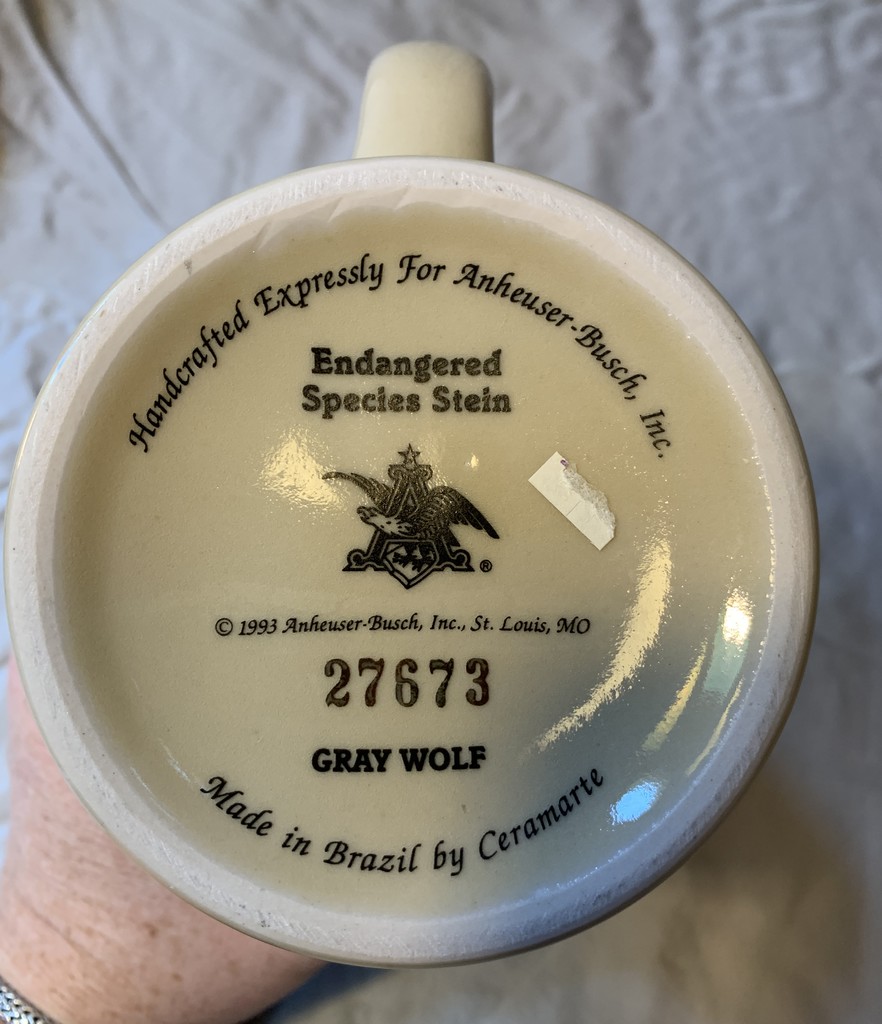 Handcrafted Expressly For Anheuser-Busch, Inc.
Endangered
Species Stein
A
®
© 1993 Anheuser-Busch, Inc., St. Louis, MO
27673
GRAY WOLF
Made in Brazil by Ceramarte